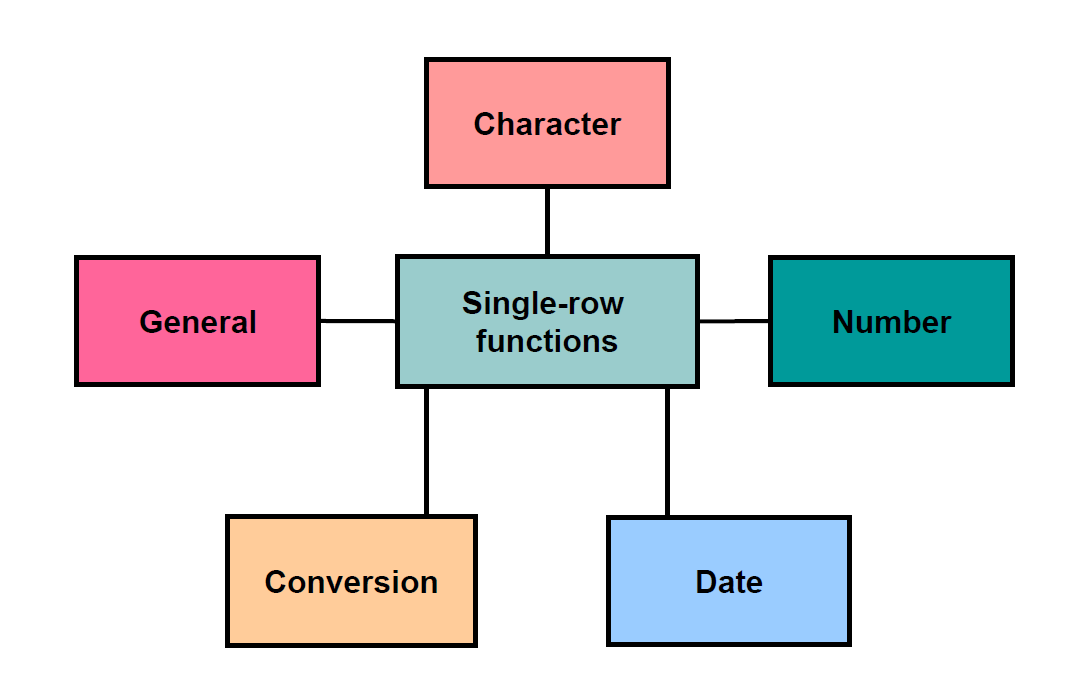 Character
General
Single-row
functions
Number
Conversion
Date